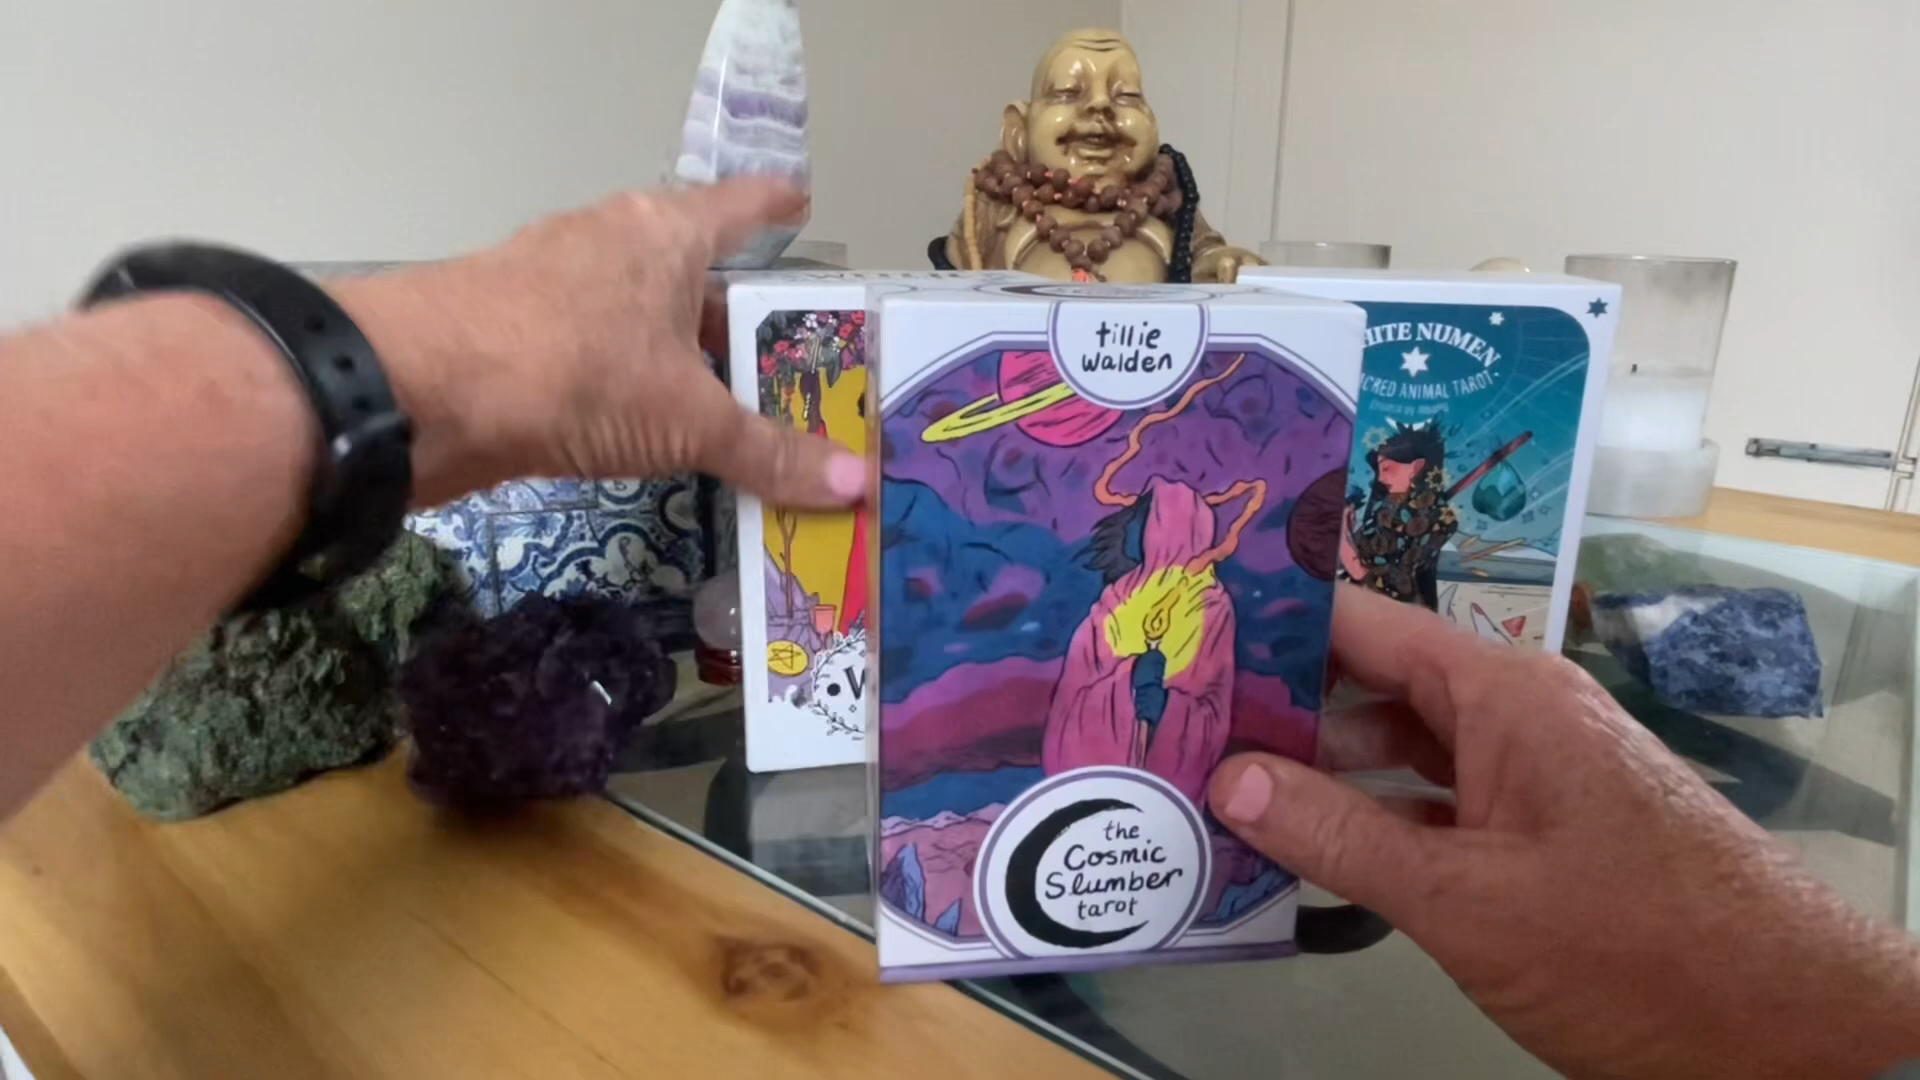 tillie
walden
the
Cosmic
Slumber
tarot
HITE NUMEN
CRED ANIMAL TAROT
W